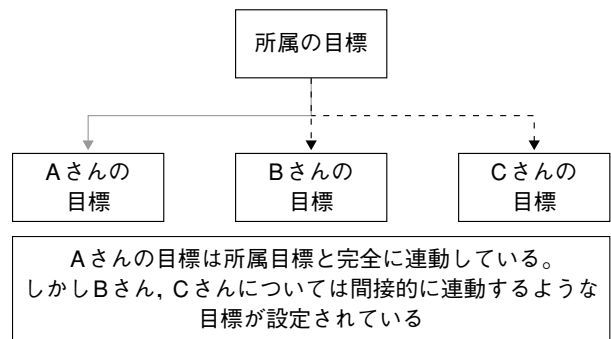 所属の目標
Aさんの
目標
Bさんの
目標
Cさんの
目標
Aさんの目標は所属目標と完全に連動している。
しかしBさん，Cさんについては間接的に連動するような
目標が設定されている